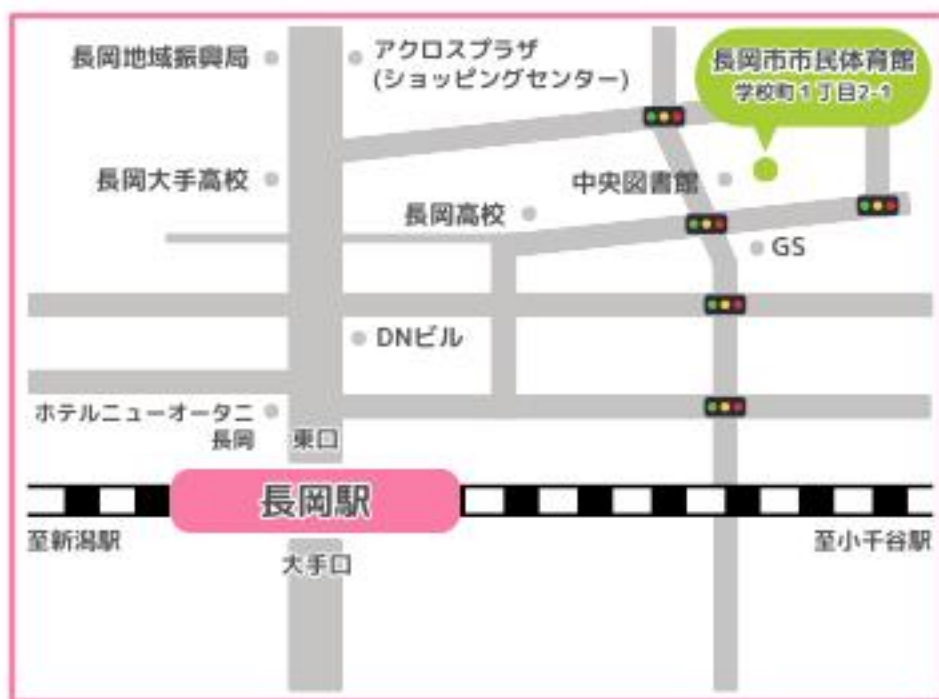 長岡地域振興局
アクロスプラザ
(ショッピングセンター)
長岡市市民体育館
学校町1丁目2-1
長岡大手高校
中央図書館
長岡高校
GS
DNビル
ホテルニューオータニ
長岡
東口
長岡駅
至新潟駅
至小千谷駅
大手口